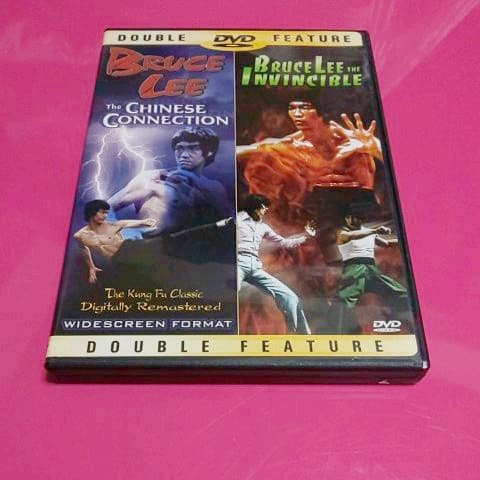 DOUBLE DVD FEATURE
BRUCE
LEE
The CHINESE
CONNECTION
The Kung Fu Classic
Digitally Remastered
WIDESCREEN FORMAT
BRUCE LEE THE
INVINCIBLE
DVD
DOUBLE FEATURE